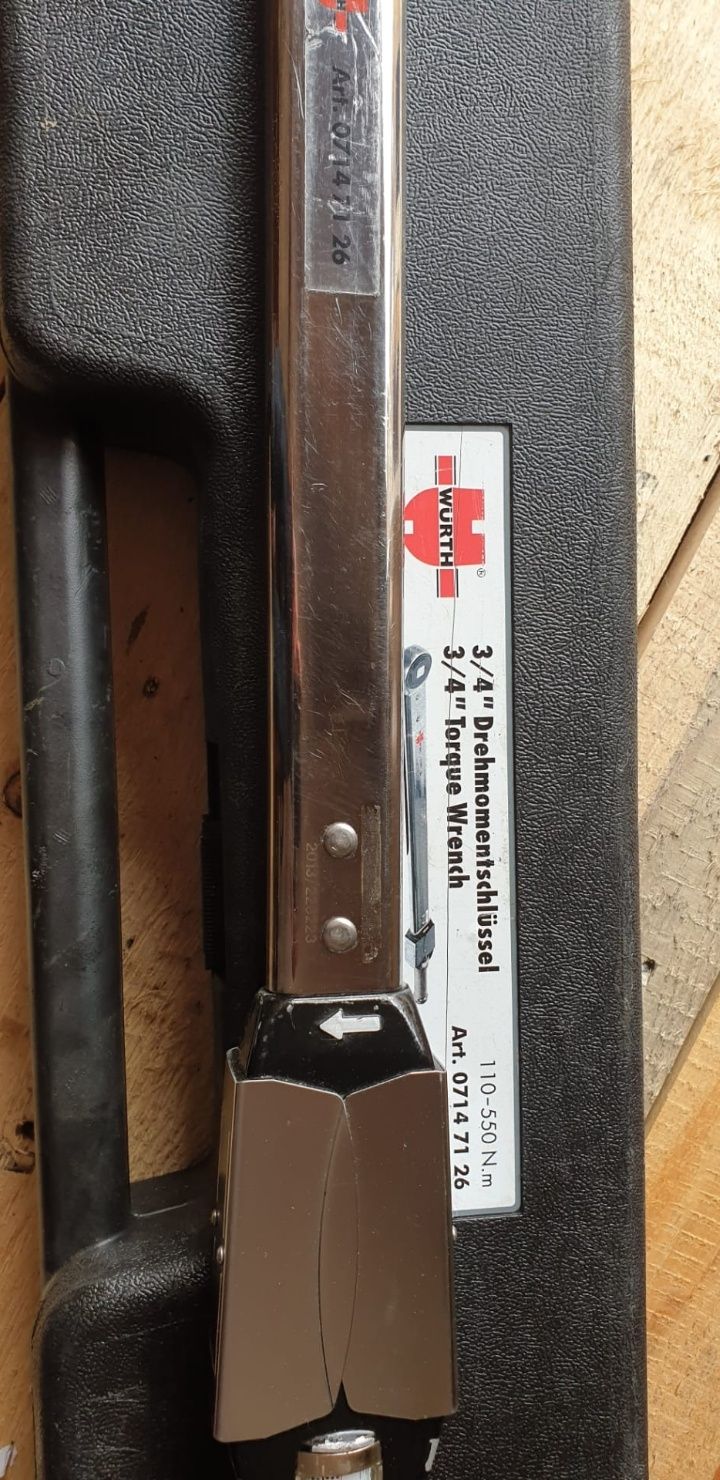 Art. 0714 71 26
WÜRTH
®
3/4" Drehmomentschlüssel
3/4" Torque Wrench
110-550 N.m
Art. 0714 71 26